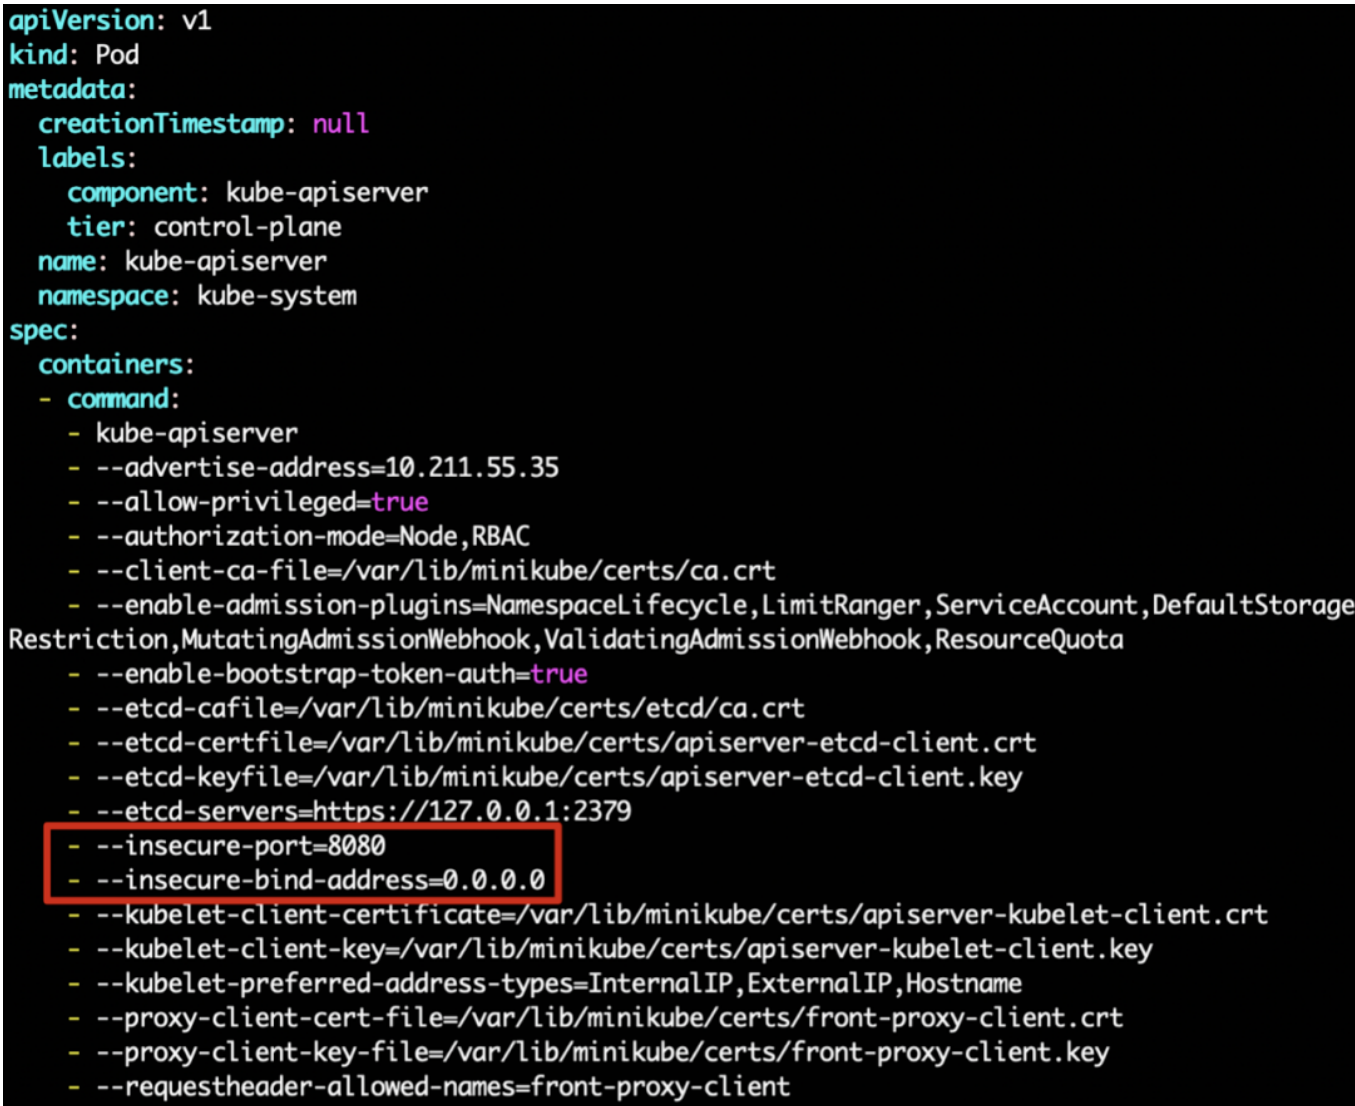 apiVersion: v1
kind: Pod
metadata:
  creationTimestamp: null
  labels:
    component: kube-apiserver
    tier: control-plane
  name: kube-apiserver
  namespace: kube-system
spec:
  containers:
  - command:
    - kube-apiserver
    - --advertise-address=10.211.55.35
    - --allow-privileged=true
    - --authorization-mode=Node,RBAC
    - --client-ca-file=/var/lib/minikube/certs/ca.crt
    - --enable-admission-plugins=NamespaceLifecycle,LimitRanger,ServiceAccount,DefaultStorage
Restriction,MutatingAdmissionWebhook,ValidatingAdmissionWebhook,ResourceQuota
    - --enable-bootstrap-token-auth=true
    - --etcd-cafile=/var/lib/minikube/certs/etcd/ca.crt
    - --etcd-certfile=/var/lib/minikube/certs/apiserver-etcd-client.crt
    - --etcd-keyfile=/var/lib/minikube/certs/apiserver-etcd-client.key
    - --etcd-servers=https://127.0.0.1:2379
    - --insecure-port=8080
    - --insecure-bind-address=0.0.0.0
    - --kubelet-client-certificate=/var/lib/minikube/certs/apiserver-kubelet-client.crt
    - --kubelet-client-key=/var/lib/minikube/certs/apiserver-kubelet-client.key
    - --kubelet-preferred-address-types=InternalIP,ExternalIP,Hostname
    - --proxy-client-cert-file=/var/lib/minikube/certs/front-proxy-client.crt
    - --proxy-client-key-file=/var/lib/minikube/certs/front-proxy-client.key
    - --requestheader-allowed-names=front-proxy-client